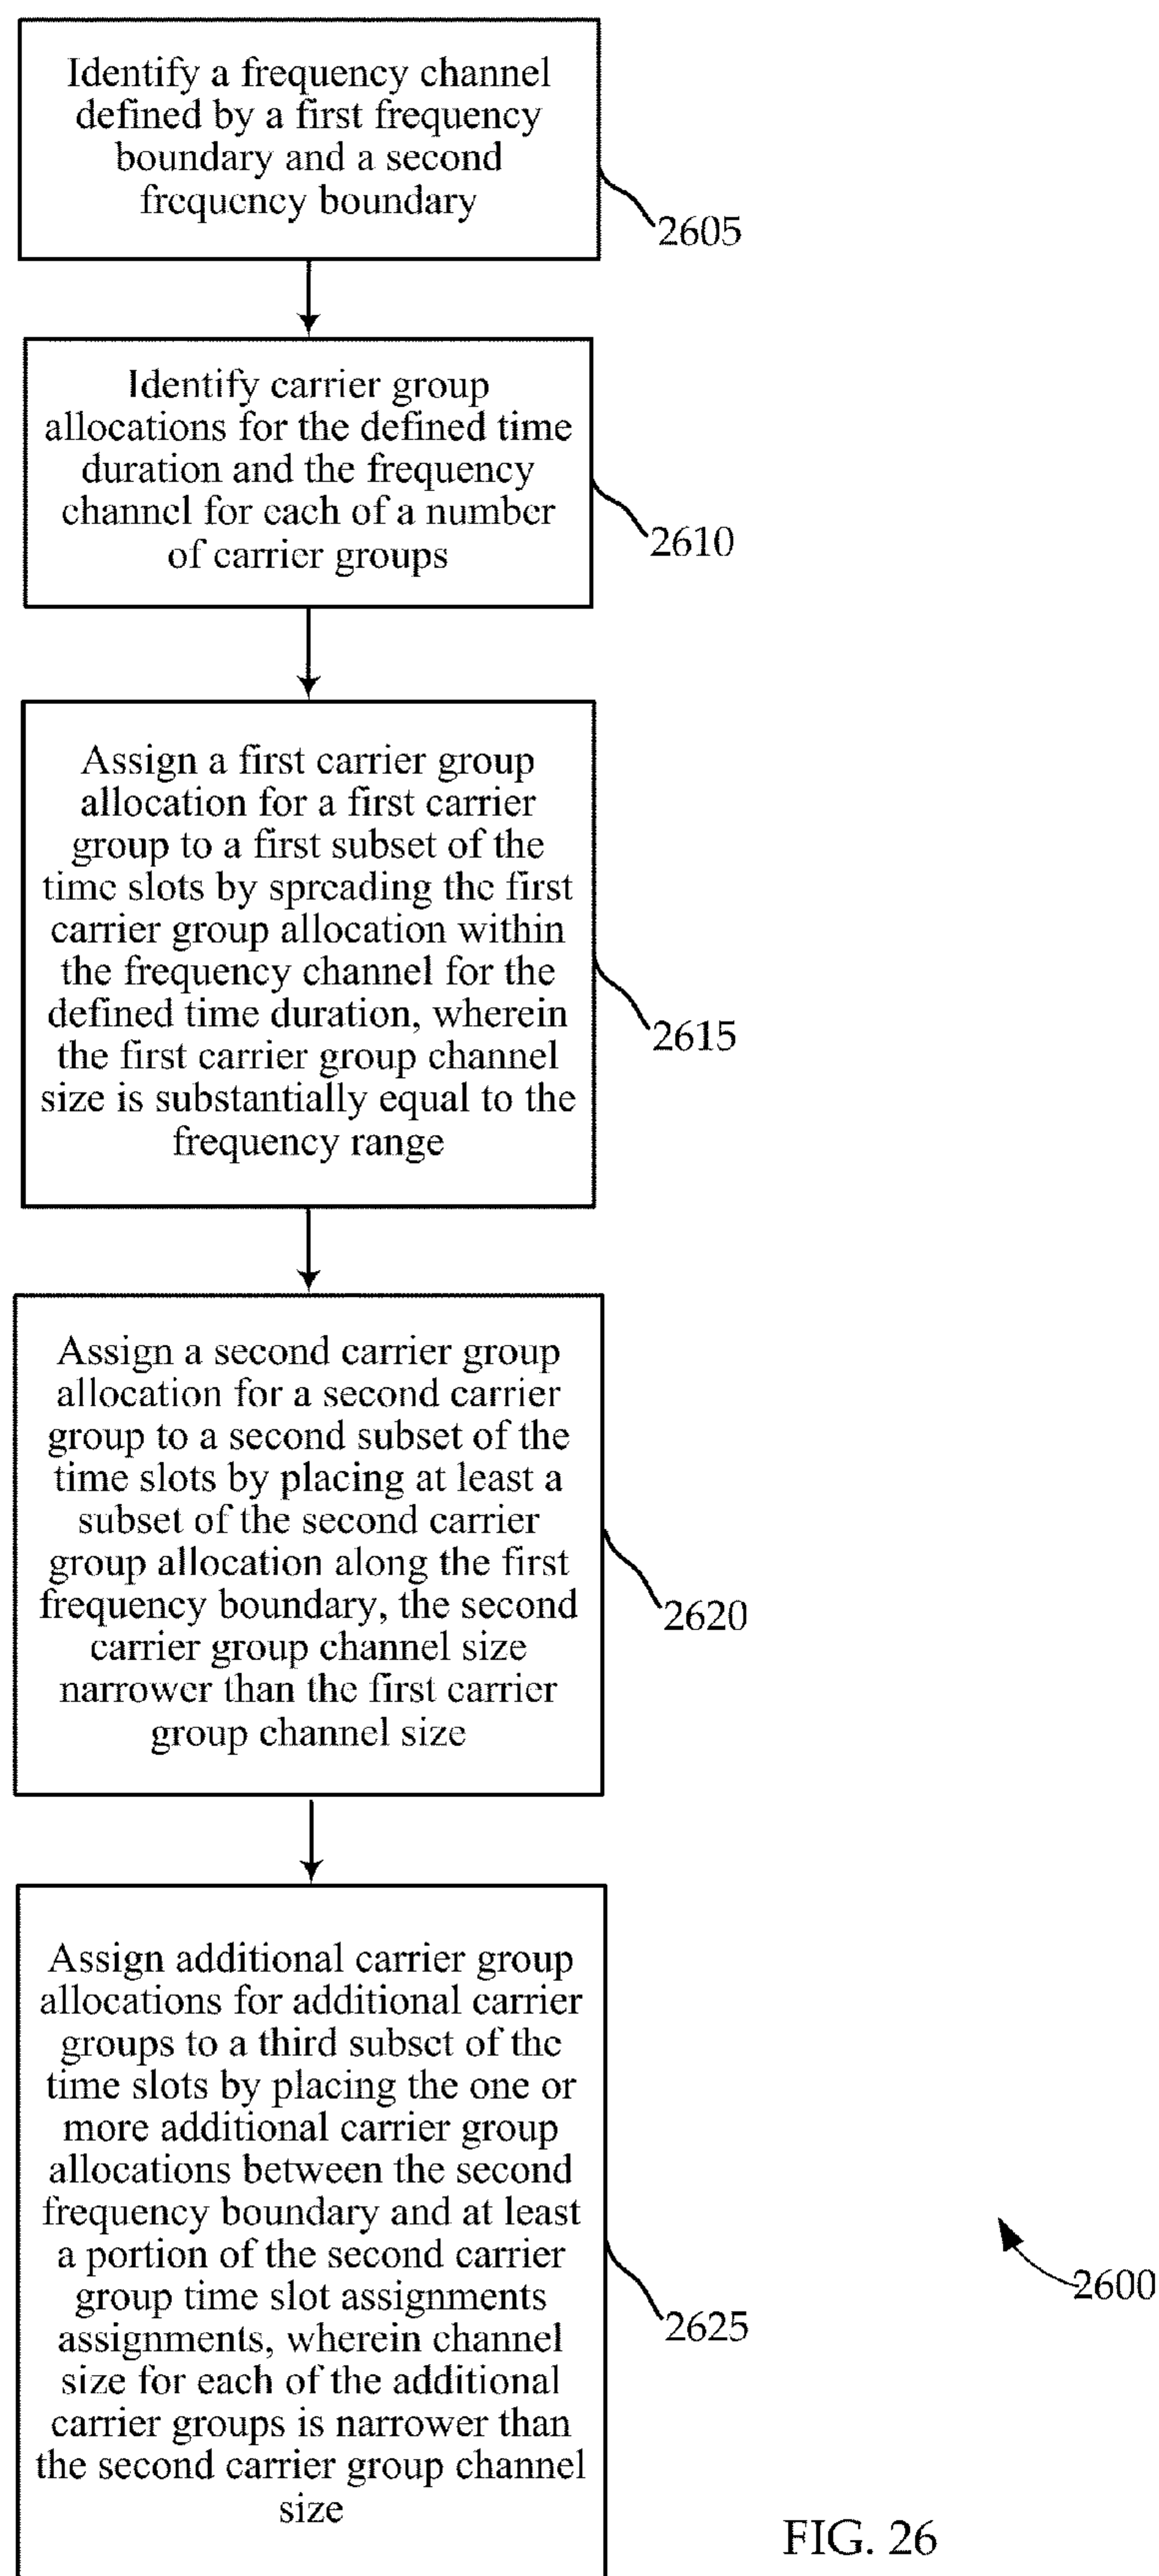 Identify a frequency channel
defined by a first frequency
boundary and a second
frequency boundary
2605
Identify carrier group
allocations for the defined time
duration and the frequency
channel for each of a number
of carrier groups
2610
Assign a first carrier group
allocation for a first carrier
group to a first subset of the
time slots by spreading the first
carrier group allocation within
the frequency channel for the
defined time duration, wherein
the first carrier group channel
size is substantially equal to the
frequency range
2615
Assign a second carrier group
allocation for a second carrier
group to a second subset of the
time slots by placing at least a
subset of the second carrier
group allocation along the first
frequency boundary, the second
carrier group channel size
narrower than the first carrier
group channel size
2620
Assign additional carrier group
allocations for additional carrier
groups to a third subset of the
time slots by placing the one or
more additional carrier group
allocations between the second
frequency boundary and at least
a portion of the second carrier
group time slot assignments
assignments, wherein channel
size for each of the additional
carrier groups is narrower than
the second carrier group channel
size
2625
2600
FIG. 26